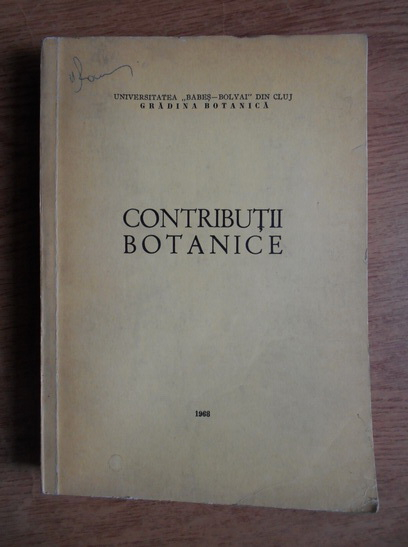 UNIVERSITATEA „BABEȘ—BOLYAI” DIN CLUJ
GRĂDINA BOTANICĂ
CONTRIBUȚII
BOTANICE
1968